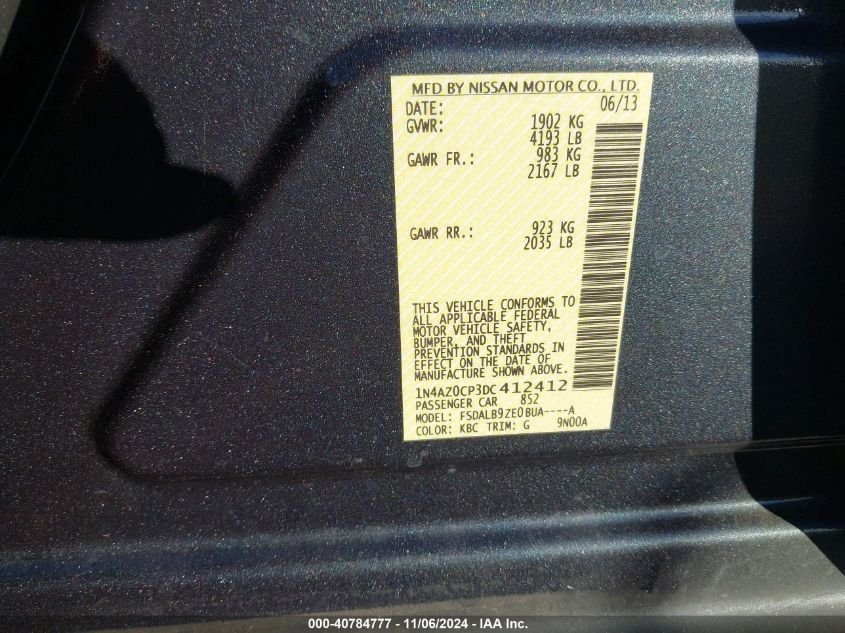 MFD BY NISSAN MOTOR CO., LTD.
DATE: 06/13
GVWR: 1902 KG
4193 LB
GAWR FR.: 983 KG
2167 LB
GAWR RR.: 923 KG
2035 LB
THIS VEHICLE CONFORMS TO
ALL APPLICABLE FEDERAL
MOTOR VEHICLE SAFETY,
BUMPER, AND THEFT
PREVENTION STANDARDS IN
EFFECT ON THE DATE OF
MANUFACTURE SHOWN ABOVE.
1N4AZ0CP3DC412412
PASSENGER CAR 852
MODEL: FSDALB9ZE0BUA----A
COLOR: KBC TRIM: G 9N00A
000-40784777 - 11/06/2024 - IAA Inc.